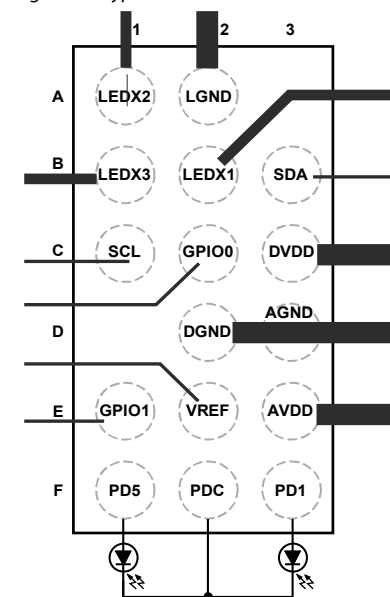 1 2 3
A LEDX2 LGND
B LEDX3 LEDX1 SDA
C SCL GPIO0 DVDD
AGND
D DGND
E GPIO1 VREF AVDD
F PD5 PDC PD1